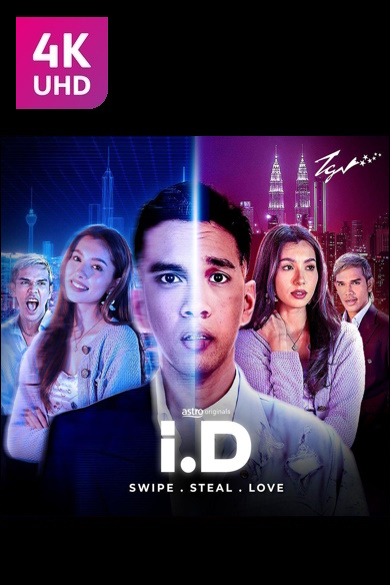 4K
UHD
astro originals
i.D
SWIPE . STEAL . LOVE